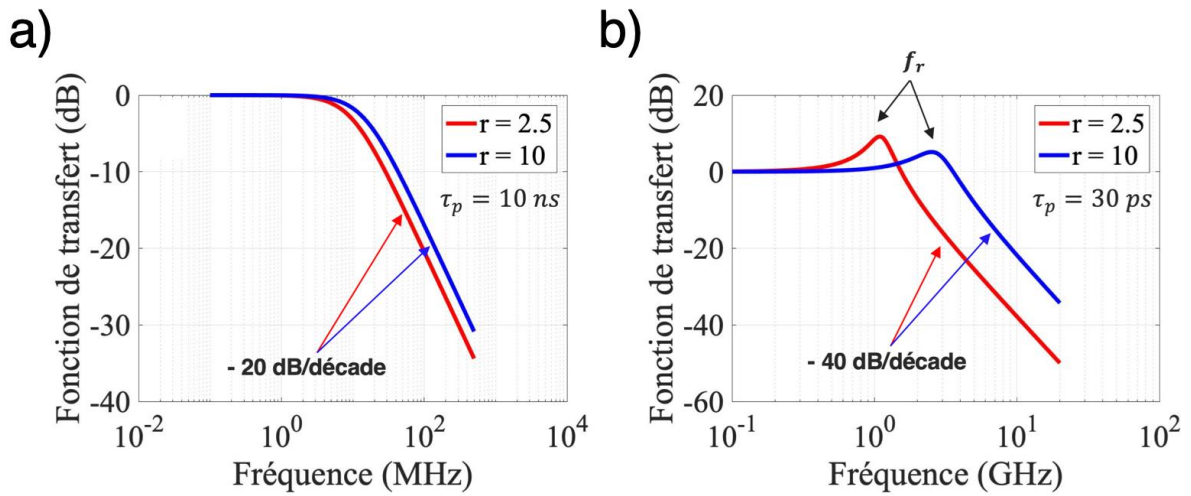 a)
Fonction de transfert (dB)
0
-10
-20
-30
-40
r = 2.5
r = 10
τp = 10 ns
- 20 dB/décade
10^-2
10^0
10^2
10^4
Fréquence (MHz)
b)
fr
Fonction de transfert (dB)
20
0
-20
-40
-60
r = 2.5
r = 10
τp = 30 ps
- 40 dB/décade
10^-1
10^0
10^1
10^2
Fréquence (GHz)